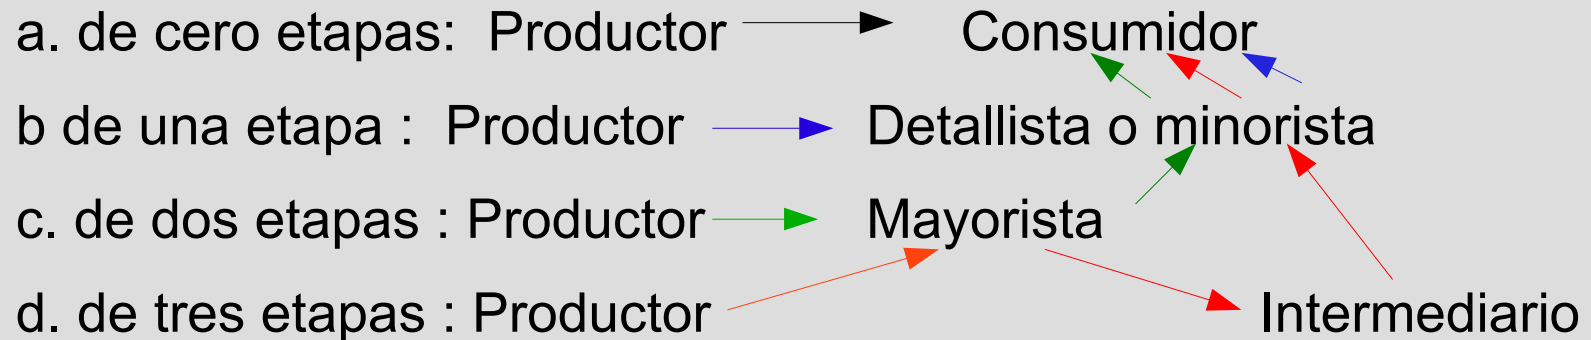 a. de cero etapas: Productor Consumidor
b de una etapa : Productor Detallista o minorista
c. de dos etapas : Productor Mayorista
d. de tres etapas : Productor Intermediario